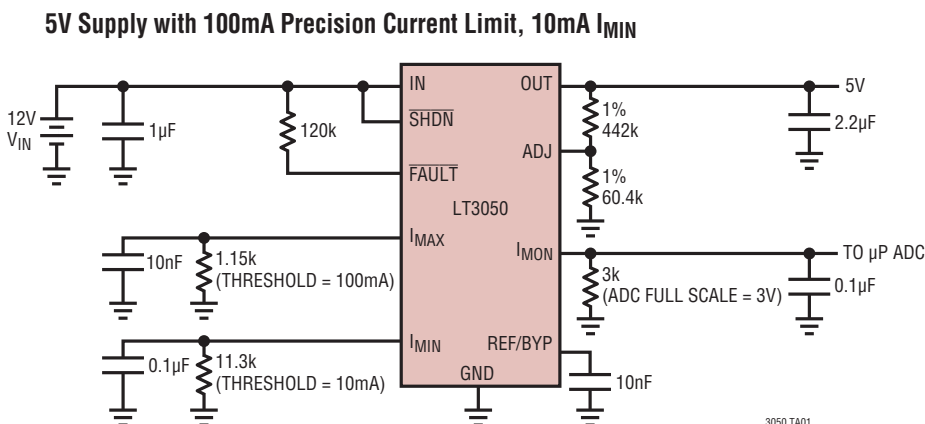 5V Supply with 100mA Precision Current Limit, 10mA IMIN
IN
OUT
5V
12V
VIN
1µF
120k
SHDN
1%
442k
2.2µF
ADJ
FAULT
1%
60.4k
LT3050
IMAX
IMON
TO µP ADC
10nF
1.15k
(THRESHOLD = 100mA)
3k
(ADC FULL SCALE = 3V)
0.1µF
IMIN
REF/BYP
0.1µF
11.3k
(THRESHOLD = 10mA)
GND
10nF
3050 TA01